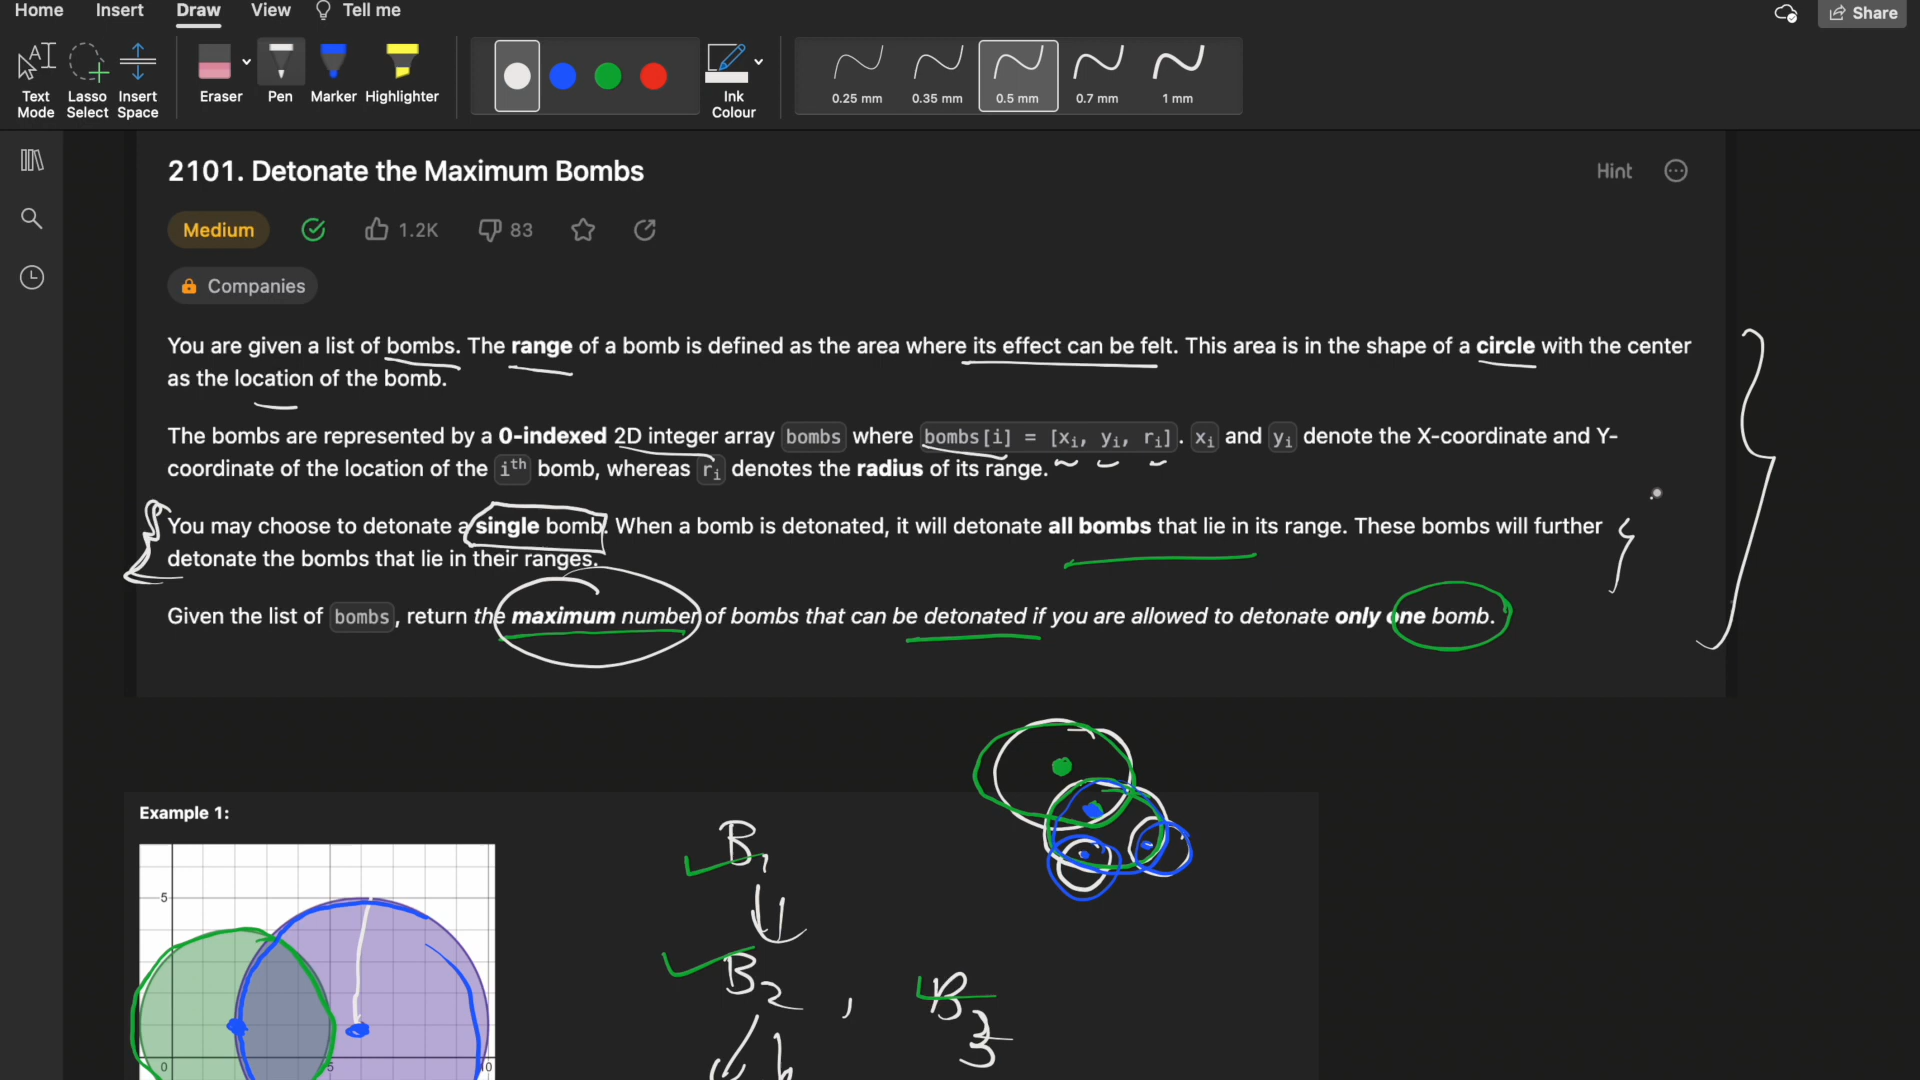 Home Insert Draw View Tell me Share
Text Mode
Lasso Select
Insert Space
Eraser
Pen
Marker
Highlighter
Ink Colour
0.25 mm
0.35 mm
0.5 mm
0.7 mm
1 mm
2101. Detonate the Maximum Bombs
Hint
Medium 1.2K 83
Companies
You are given a list of bombs. The range of a bomb is defined as the area where its effect can be felt. This area is in the shape of a circle with the center
as the location of the bomb.
The bombs are represented by a 0-indexed 2D integer array bombs where bombs[i] = [xi, yi, ri]. xi and yi denote the X-coordinate and Y-
coordinate of the location of the ith bomb, whereas ri denotes the radius of its range.
You may choose to detonate a single bomb. When a bomb is detonated, it will detonate all bombs that lie in its range. These bombs will further
detonate the bombs that lie in their ranges.
Given the list of bombs, return the maximum number of bombs that can be detonated if you are allowed to detonate only one bomb.
Example 1:
5
0 5 10
B1
B2 , B3